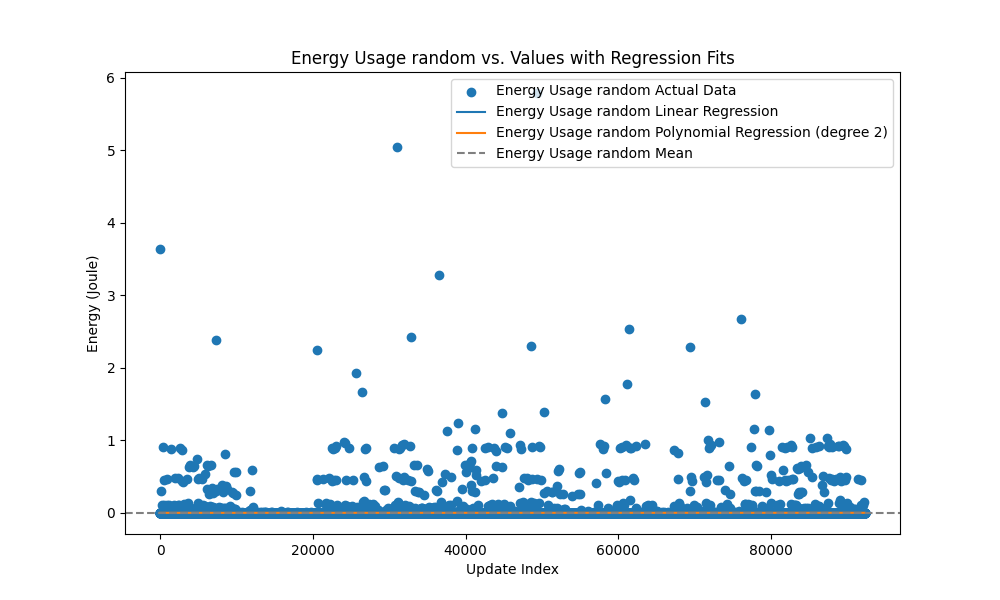 Energy Usage random vs. Values with Regression Fits
Energy Usage random Actual Data
Energy Usage random Linear Regression
Energy Usage random Polynomial Regression (degree 2)
Energy Usage random Mean
Energy (Joule)
6
5
4
3
2
1
0
0 20000 40000 60000 80000
Update Index